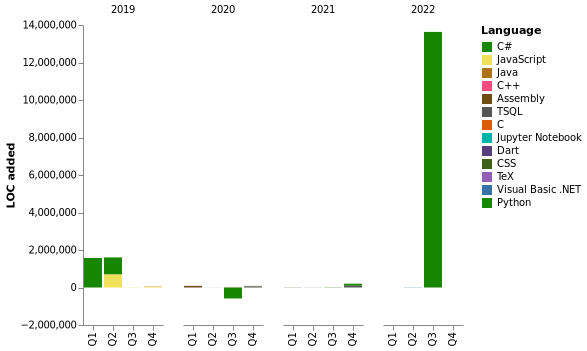 2019 2020 2021 2022
LOC added
14,000,000
12,000,000
10,000,000
8,000,000
6,000,000
4,000,000
2,000,000
0
−2,000,000
Q1 Q2 Q3 Q4 Q1 Q2 Q3 Q4 Q1 Q2 Q3 Q4 Q1 Q2 Q3 Q4
Language
C#
JavaScript
Java
C++
Assembly
TSQL
C
Jupyter Notebook
Dart
CSS
TeX
Visual Basic .NET
Python